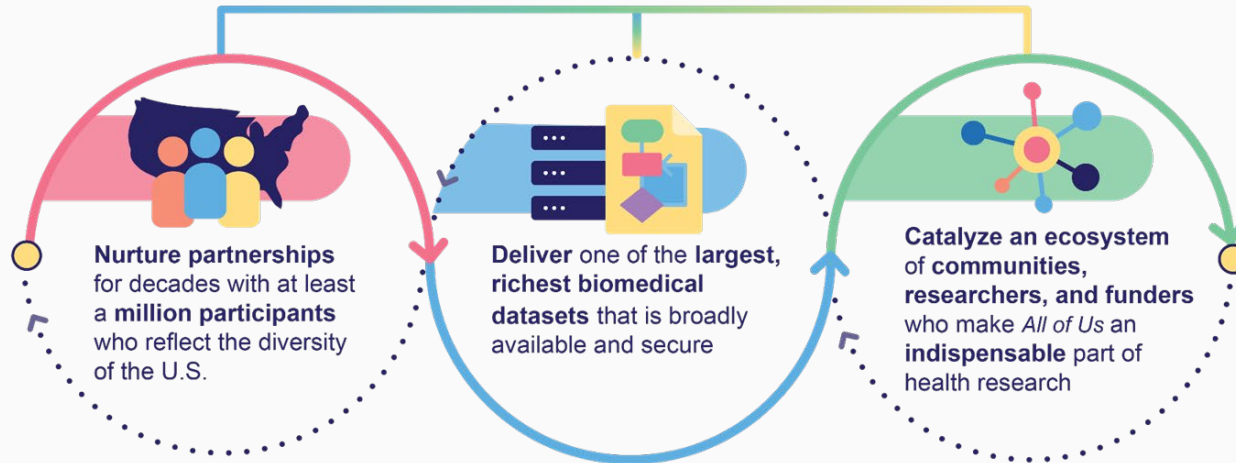 Nurture partnerships
for decades with at least
a million participants
who reflect the diversity
of the U.S.
Deliver one of the largest,
richest biomedical
datasets that is broadly
available and secure
Catalyze an ecosystem
of communities,
researchers, and funders
who make All of Us an
indispensable part of
health research